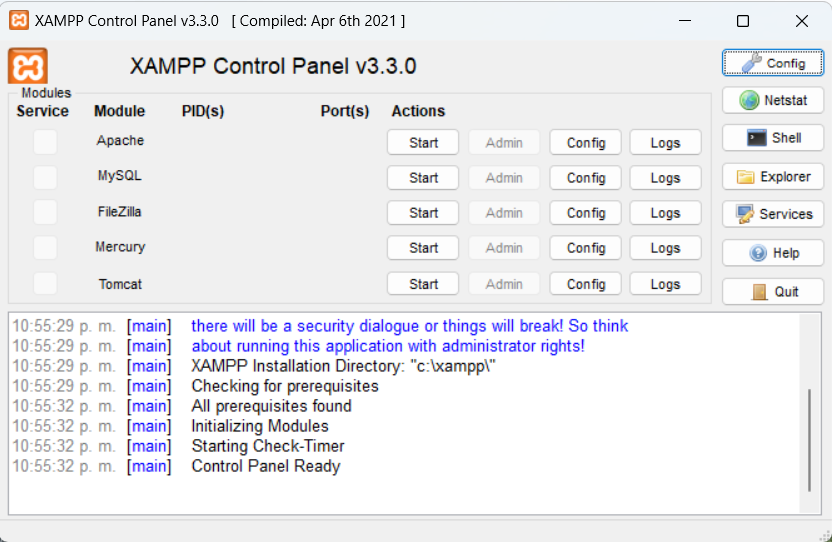 XAMPP Control Panel v3.3.0 [ Compiled: Apr 6th 2021 ]
XAMPP Control Panel v3.3.0
Config
Modules
Service Module PID(s) Port(s) Actions
Netstat
Apache Start Admin Config Logs
Shell
MySQL Start Admin Config Logs
Explorer
FileZilla Start Admin Config Logs
Services
Mercury Start Admin Config Logs
Help
Tomcat Start Admin Config Logs
Quit
10:55:29 p. m. [main] there will be a security dialogue or things will break! So think
10:55:29 p. m. [main] about running this application with administrator rights!
10:55:29 p. m. [main] XAMPP Installation Directory: "c:\xampp\"
10:55:29 p. m. [main] Checking for prerequisites
10:55:32 p. m. [main] All prerequisites found
10:55:32 p. m. [main] Initializing Modules
10:55:32 p. m. [main] Starting Check-Timer
10:55:32 p. m. [main] Control Panel Ready